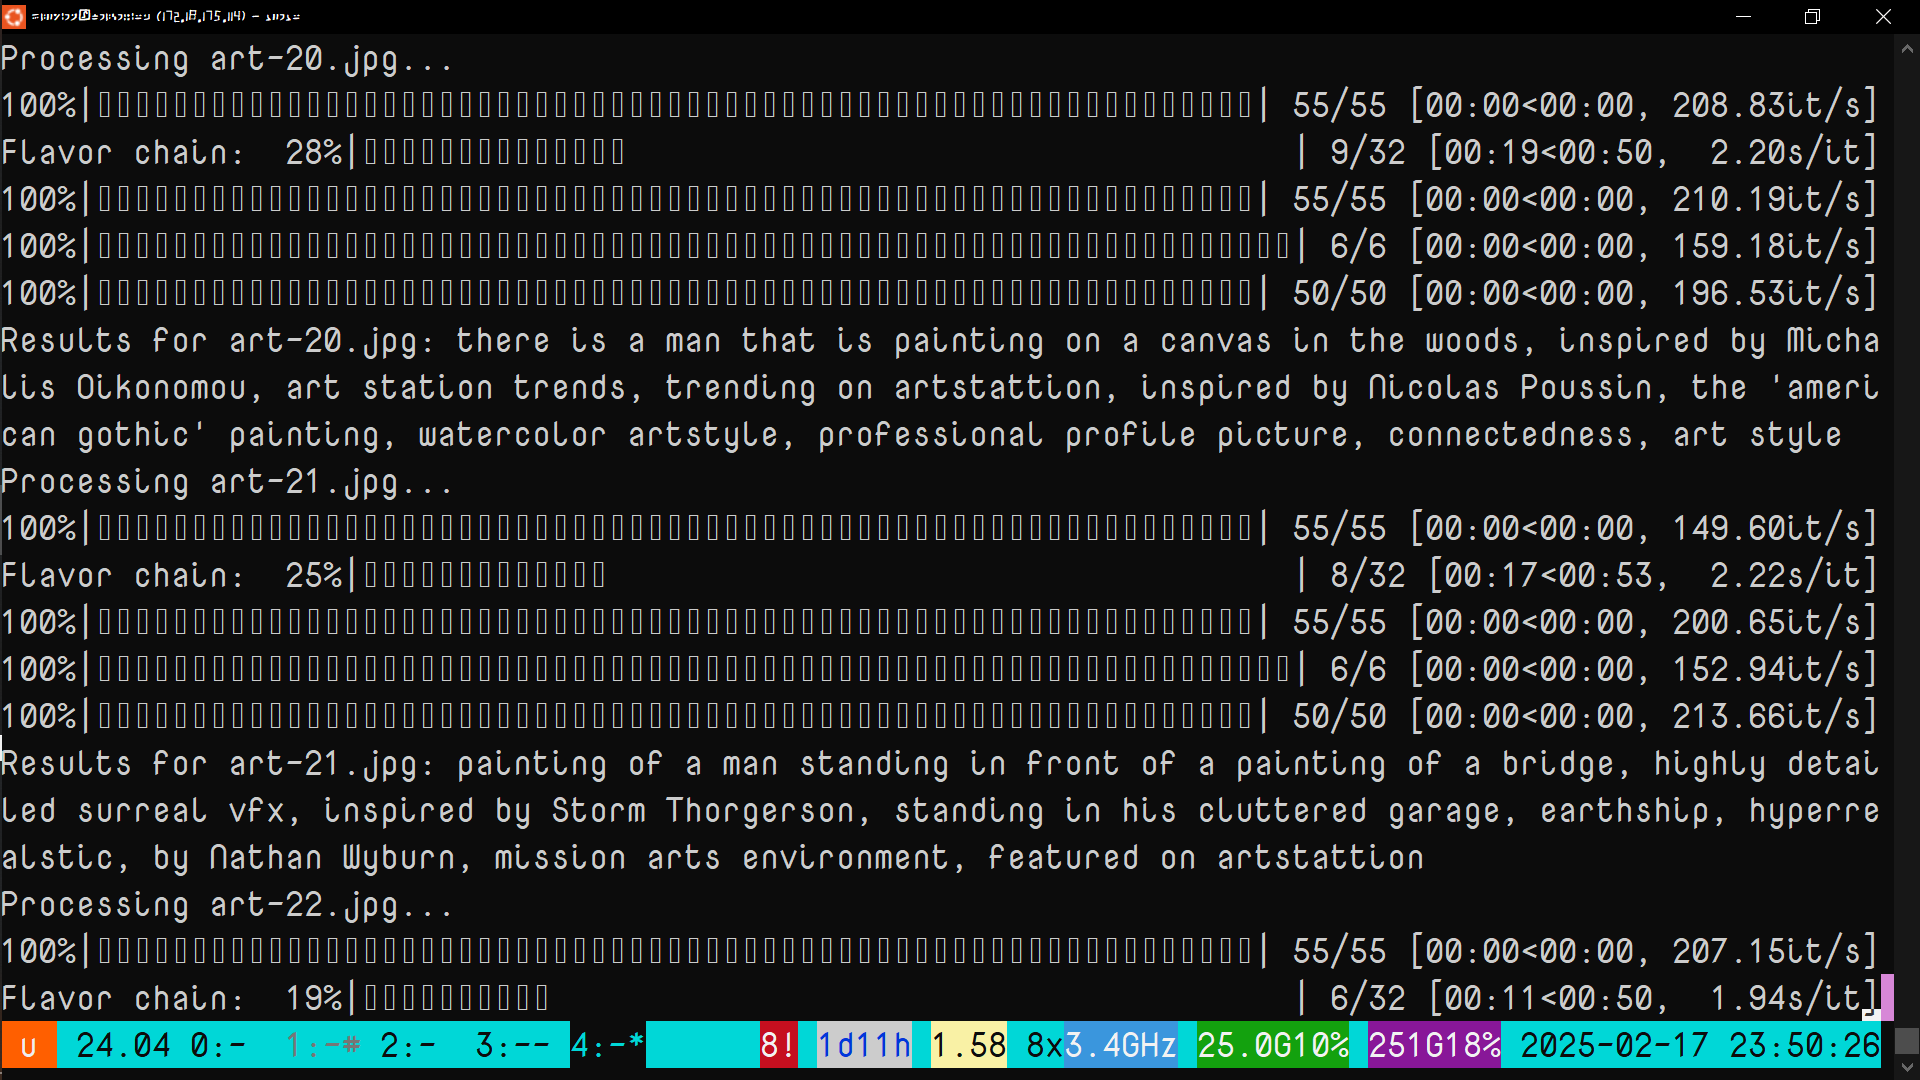 (172.18.175.114) -
Processing art-20.jpg...
100%| | 55/55 [00:00<00:00, 208.83it/s]
Flavor chain:  28%| | 9/32 [00:19<00:50,  2.20s/it]
100%| | 55/55 [00:00<00:00, 210.19it/s]
100%| | 6/6 [00:00<00:00, 159.18it/s]
100%| | 50/50 [00:00<00:00, 196.53it/s]
Results for art-20.jpg: there is a man that is painting on a canvas in the woods, inspired by Micha
lis Oikonomou, art station trends, trending on artstattion, inspired by Nicolas Poussin, the 'ameri
can gothic' painting, watercolor artstyle, professional profile picture, connectedness, art style
Processing art-21.jpg...
100%| | 55/55 [00:00<00:00, 149.60it/s]
Flavor chain:  25%| | 8/32 [00:17<00:53,  2.22s/it]
100%| | 55/55 [00:00<00:00, 200.65it/s]
100%| | 6/6 [00:00<00:00, 152.94it/s]
100%| | 50/50 [00:00<00:00, 213.66it/s]
Results for art-21.jpg: painting of a man standing in front of a painting of a bridge, highly detai
led surreal vfx, inspired by Storm Thorgerson, standing in his cluttered garage, earthship, hyperre
alstic, by Nathan Wyburn, mission arts environment, featured on artstattion
Processing art-22.jpg...
100%| | 55/55 [00:00<00:00, 207.15it/s]
Flavor chain:  19%| | 6/32 [00:11<00:50,  1.94s/it]
u 24.04 0:-  1:-# 2:-  3:-- 4:-* 8! 1d11h 1.58 8x3.4GHz 25.0G10% 251G18% 2025-02-17 23:50:26